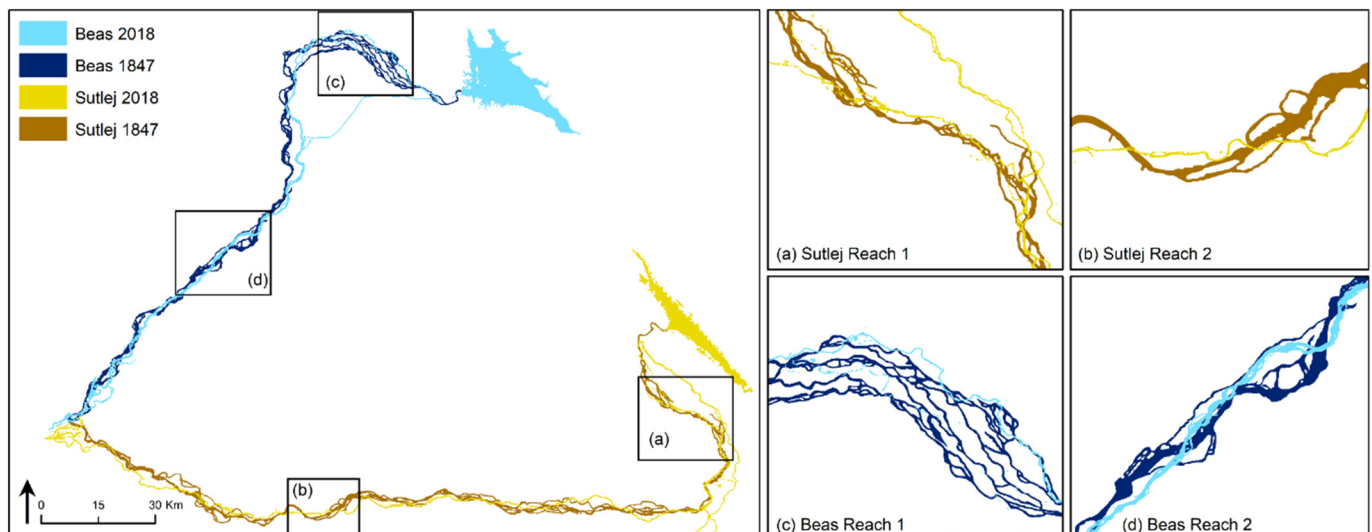 Beas 2018
Beas 1847
Sutlej 2018
Sutlej 1847
(c)
(d)
(a)
(b)
0 15 30 Km
(a) Sutlej Reach 1
(b) Sutlej Reach 2
(c) Beas Reach 1
(d) Beas Reach 2